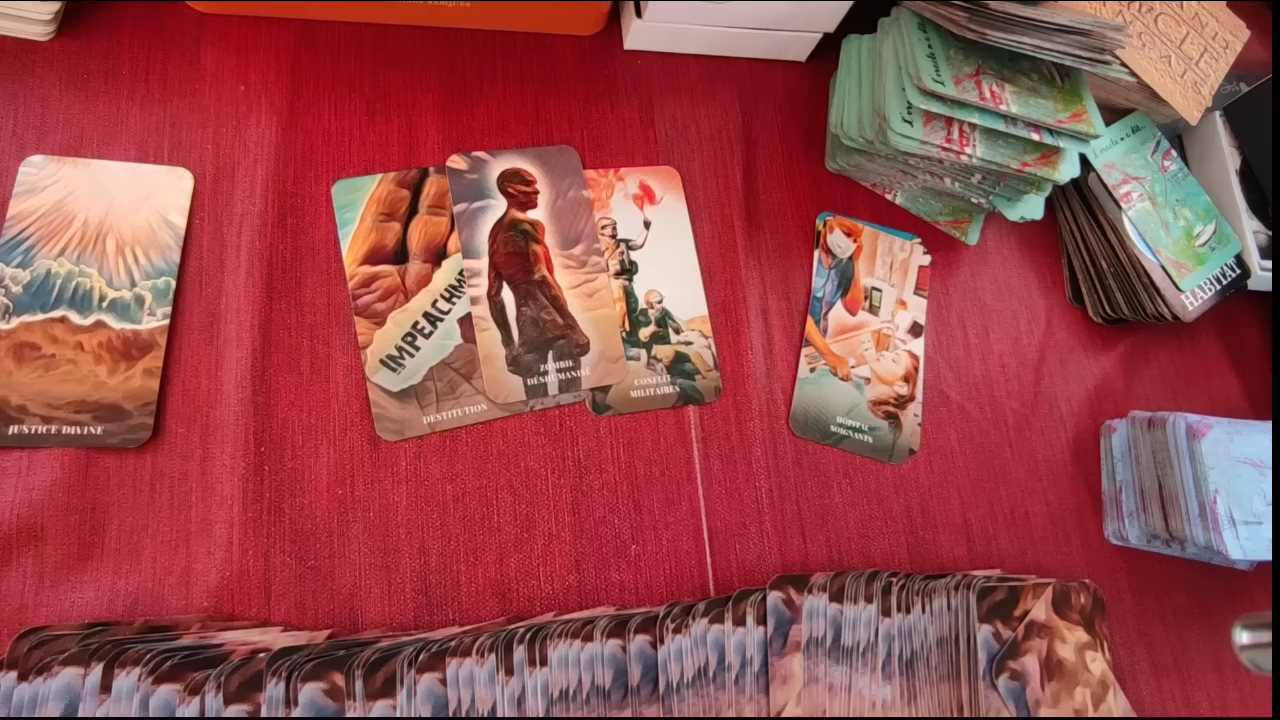 JUSTICE DIVINE
IMPEACHM
DESTITUTION
ZOMBIE
DÉSHUMANISÉ
CONFLIT
MILITAIRES
HÔPITAL
SOIGNANTS
HABITAT